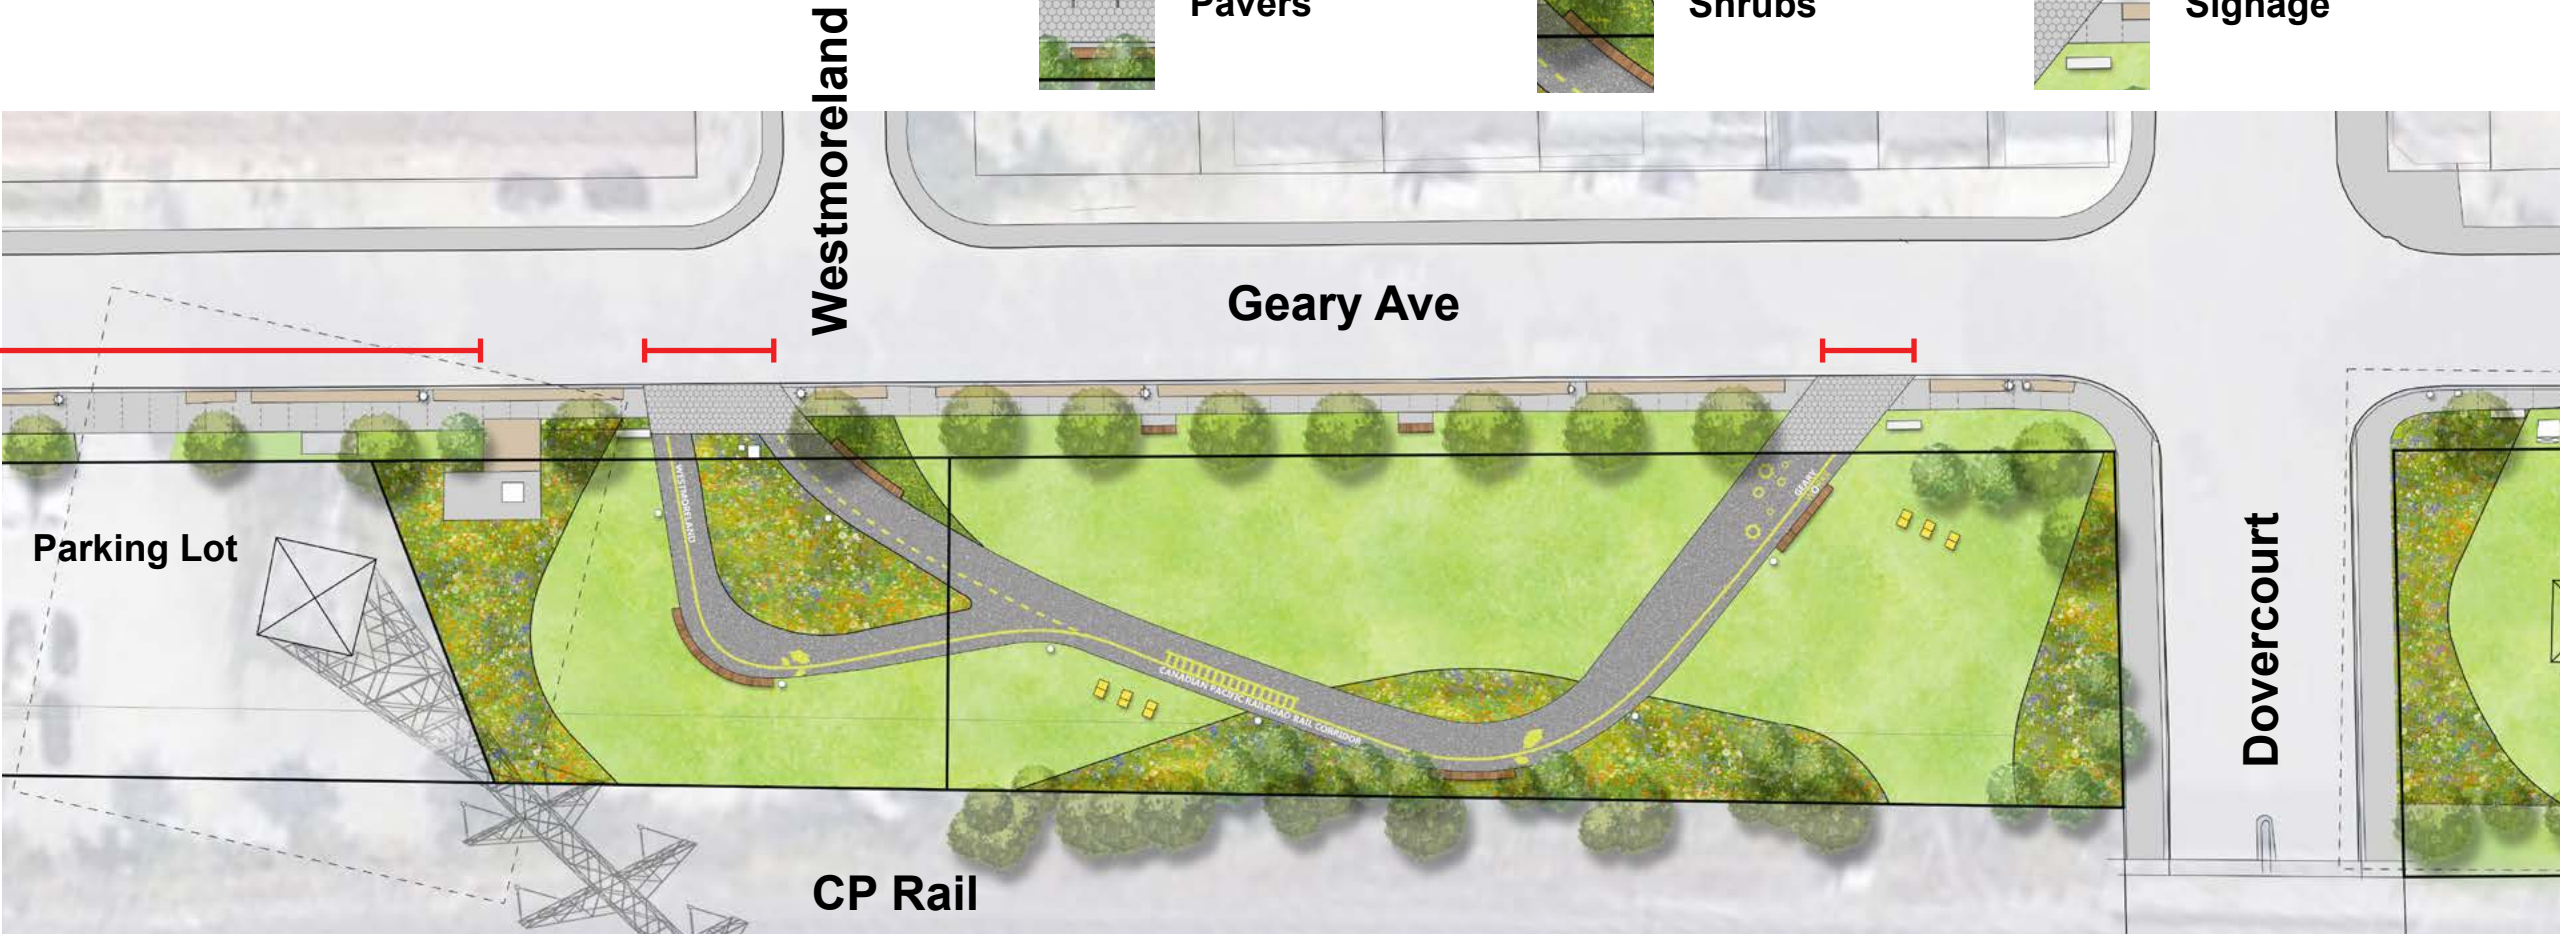 Pavers
Shrubs
Signage
Westmoreland
Geary Ave
Parking Lot
WESTMORELAND
GEARY
CANADIAN PACIFIC RAILROAD RAIL CORRIDOR
Dovercourt
CP Rail